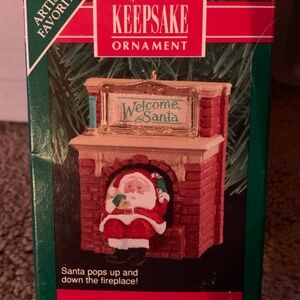 ARTISTS'
FAVORITE
KEEPSAKE
ORNAMENT
Welcome,
Santa
Santa pops up and
down the fireplace!